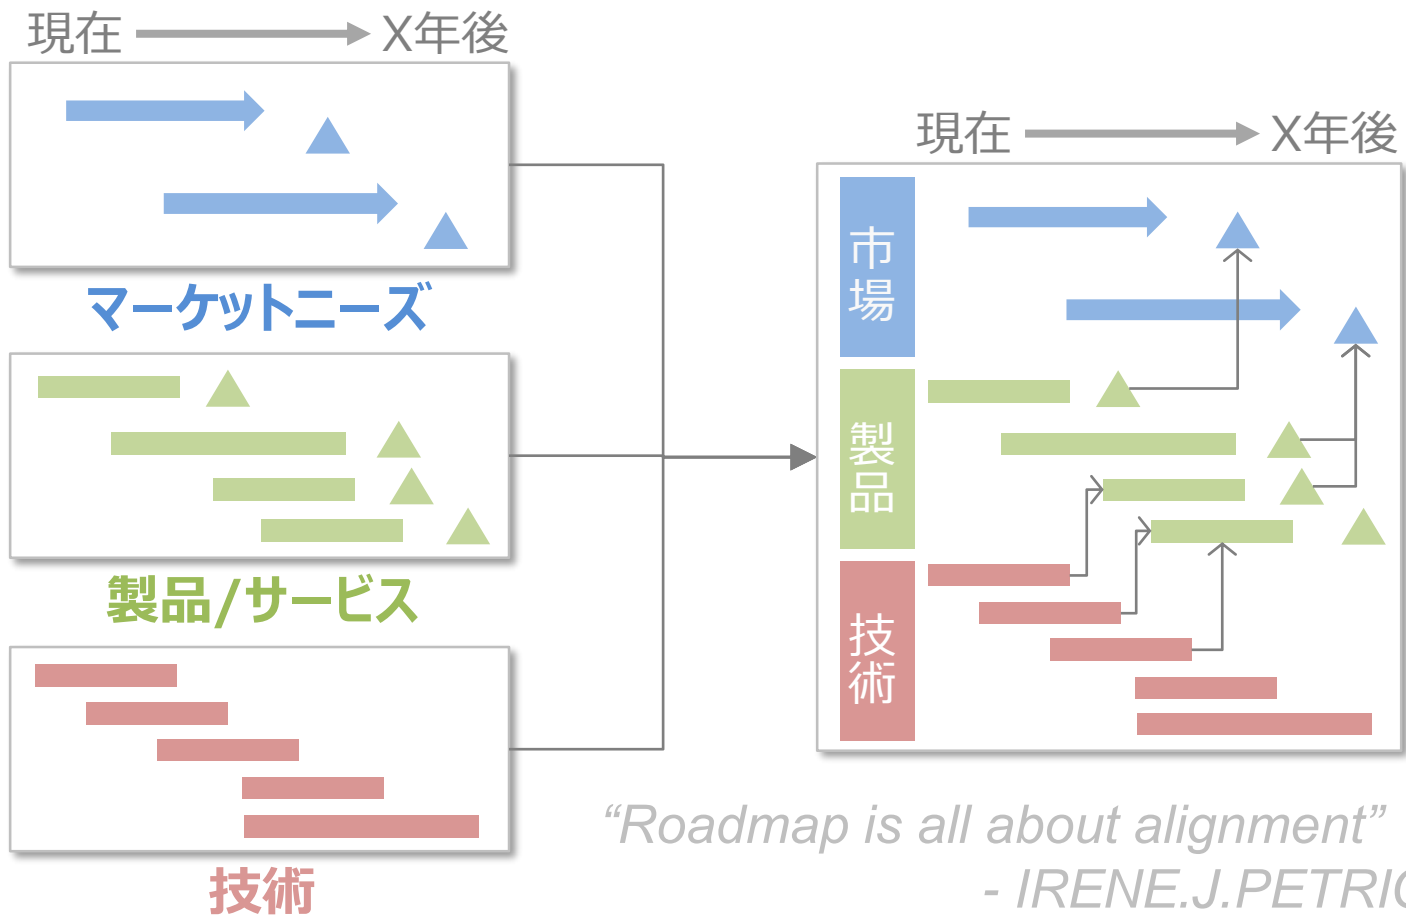 現在 X年後
マーケットニーズ
製品/サービス
技術
現在 X年後
市場
製品
技術
“Roadmap is all about alignment”
- IRENE.J.PETRIC